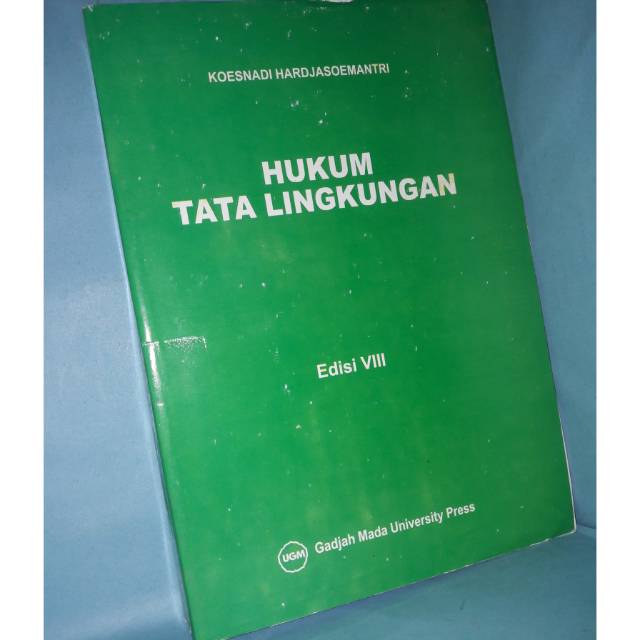 KOESNADI HARDJASOEMANTRI
HUKUM
TATA LINGKUNGAN
Edisi VIII
UGM Gadjah Mada University Press